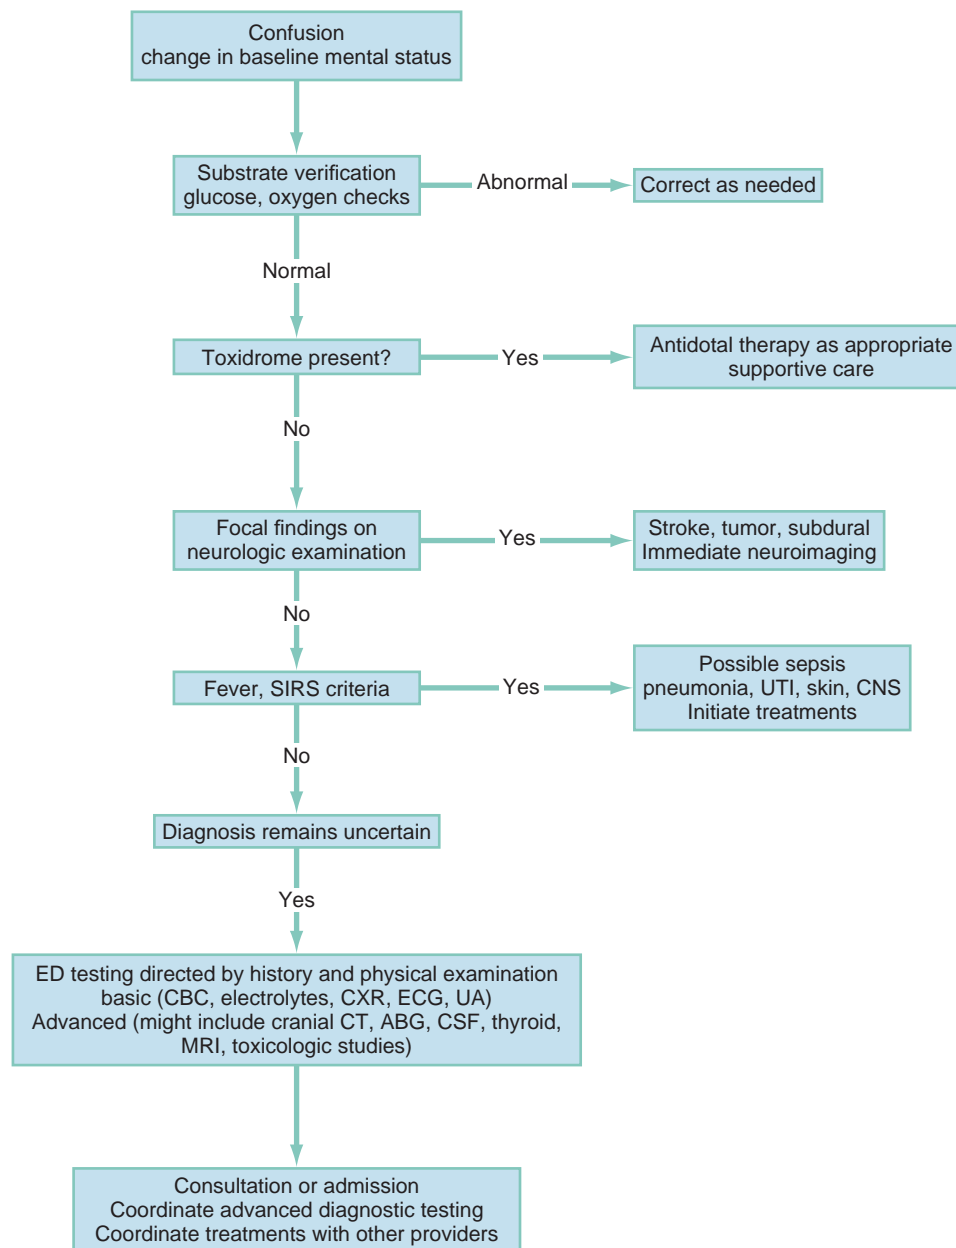 Confusion
change in baseline mental status
Substrate verification
glucose, oxygen checks
Abnormal
Correct as needed
Normal
Toxidrome present?
Yes
Antidotal therapy as appropriate
supportive care
No
Focal findings on
neurologic examination
Yes
Stroke, tumor, subdural
Immediate neuroimaging
No
Fever, SIRS criteria
Yes
Possible sepsis
pneumonia, UTI, skin, CNS
Initiate treatments
No
Diagnosis remains uncertain
Yes
ED testing directed by history and physical examination
basic (CBC, electrolytes, CXR, ECG, UA)
Advanced (might include cranial CT, ABG, CSF, thyroid,
MRI, toxicologic studies)
Consultation or admission
Coordinate advanced diagnostic testing
Coordinate treatments with other providers